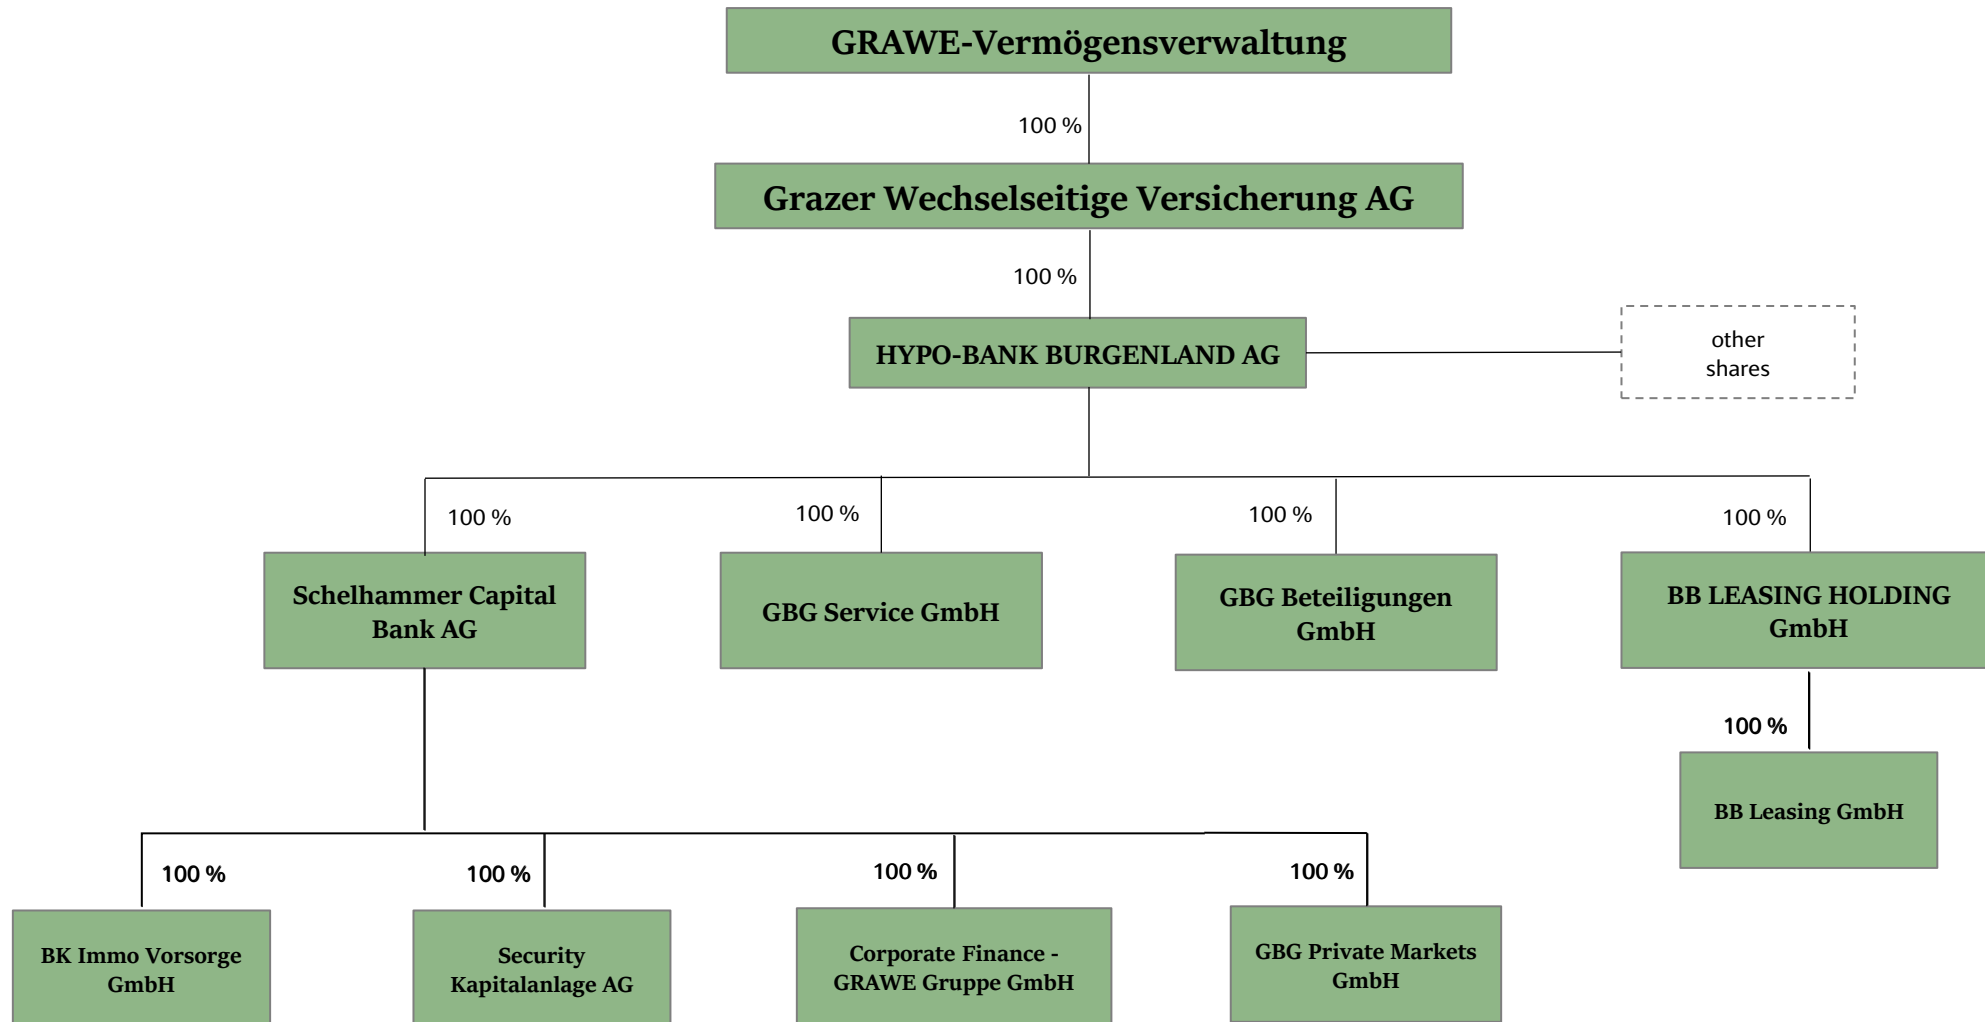 GRAWE-Vermögensverwaltung
100 %
Grazer Wechselseitige Versicherung AG
100 %
HYPO-BANK BURGENLAND AG
other
shares
100 %
100 %
100 %
100 %
Schelhammer Capital
Bank AG
GBG Service GmbH
GBG Beteiligungen
GmbH
BB LEASING HOLDING
GmbH
100 %
BB Leasing GmbH
100 %
100 %
100 %
100 %
BK Immo Vorsorge
GmbH
Security
Kapitalanlage AG
Corporate Finance -
GRAWE Gruppe GmbH
GBG Private Markets
GmbH